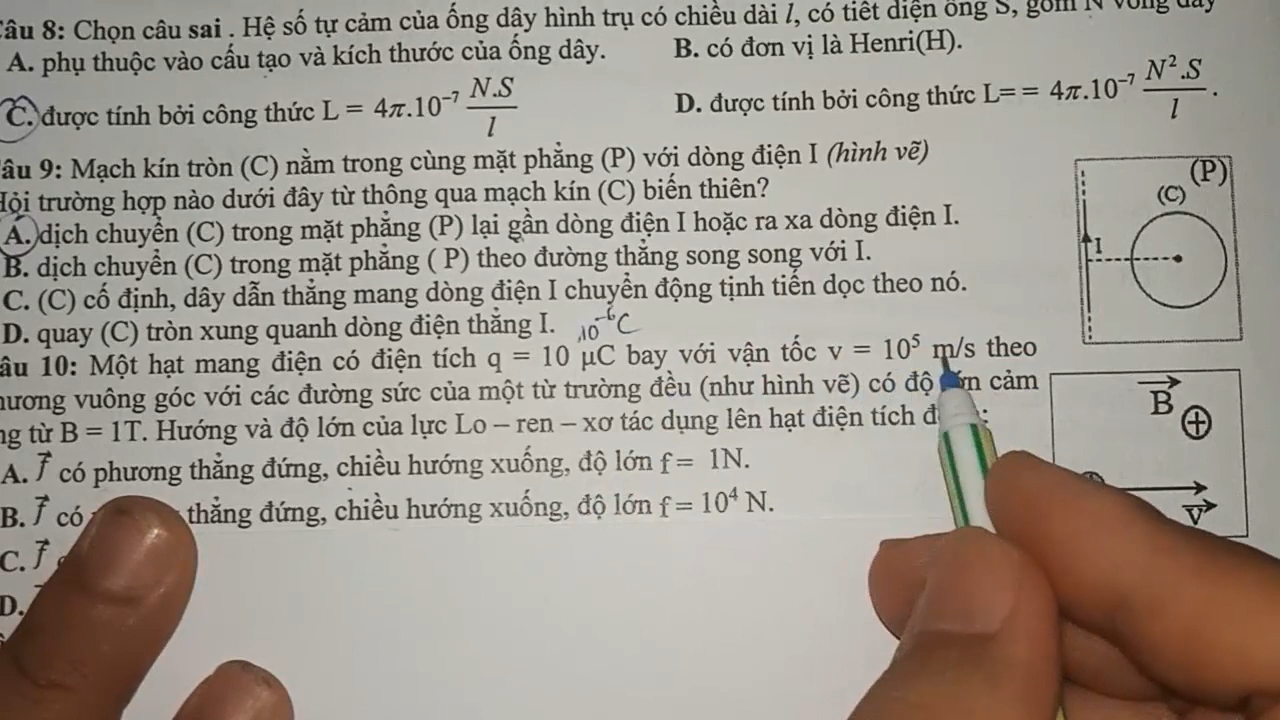 Câu 8: Chọn câu sai . Hệ số tự cảm của ống dây hình trụ có chiều dài l, có tiết diện ống S, gồm N vòng dây
A. phụ thuộc vào cấu tạo và kích thước của ống dây. B. có đơn vị là Henri(H).
C. được tính bởi công thức L = 4π.10⁻⁷ N.S/l D. được tính bởi công thức L= = 4π.10⁻⁷ N².S/l .
âu 9: Mạch kín tròn (C) nằm trong cùng mặt phẳng (P) với dòng điện I (hình vẽ)
Hỏi trường hợp nào dưới đây từ thông qua mạch kín (C) biến thiên?
A. dịch chuyển (C) trong mặt phẳng (P) lại gần dòng điện I hoặc ra xa dòng điện I.
B. dịch chuyển (C) trong mặt phẳng ( P) theo đường thẳng song song với I.
C. (C) cố định, dây dẫn thẳng mang dòng điện I chuyển động tịnh tiến dọc theo nó.
D. quay (C) tròn xung quanh dòng điện thẳng I. .10⁻⁶C
(P)
(C)
I
âu 10: Một hạt mang điện có điện tích q = 10 μC bay với vận tốc v = 10⁵ m/s theo
hương vuông góc với các đường sức của một từ trường đều (như hình vẽ) có độ lớn cảm
ng từ B = 1T. Hướng và độ lớn của lực Lo – ren – xơ tác dụng lên hạt điện tích đ :
A. f có phương thẳng đứng, chiều hướng xuống, độ lớn f = 1N.
B. f có thẳng đứng, chiều hướng xuống, độ lớn f = 10⁴ N.
C. f
D.
B
v